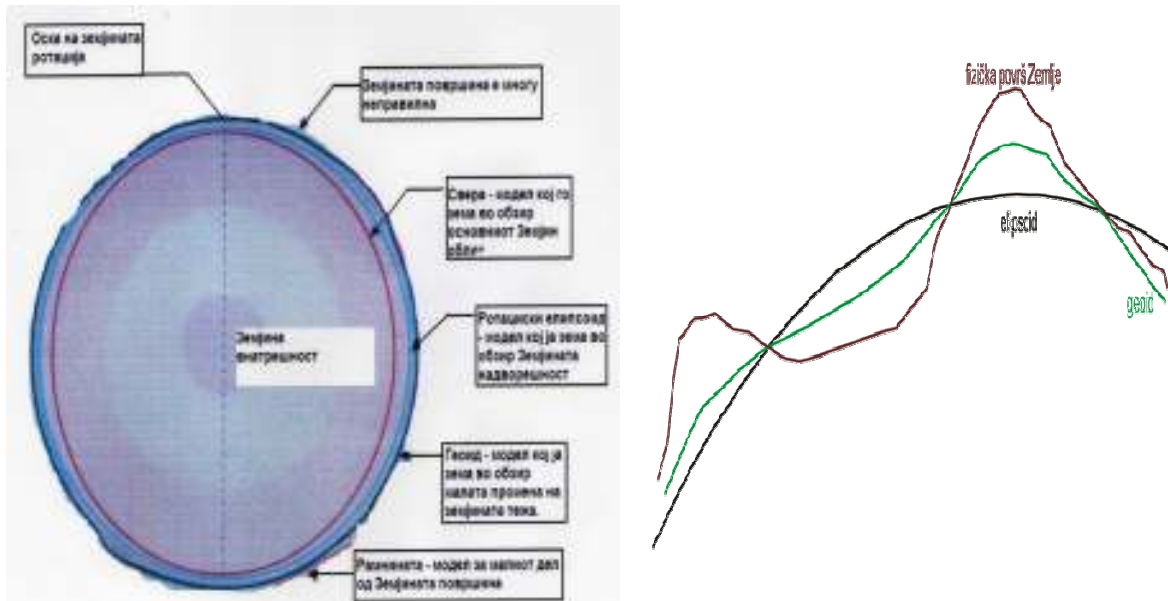 Оска на земјината
ротација
Земјината површина е многу
неправилна
Свера - модел кој го
зема во обзир
основниот Земјин
облик
Земјина
внатрешност
Ротациски елипсоид
- модел кој ја зема во
обзир Земјината
надворешност
Геоид - модел кој ја
зема во обзир
малата промена на
земјината тежа.
Рамнината - модел за малиот дел
од Земјината површина
fizička površ Zemlje
elipsoid
geoid